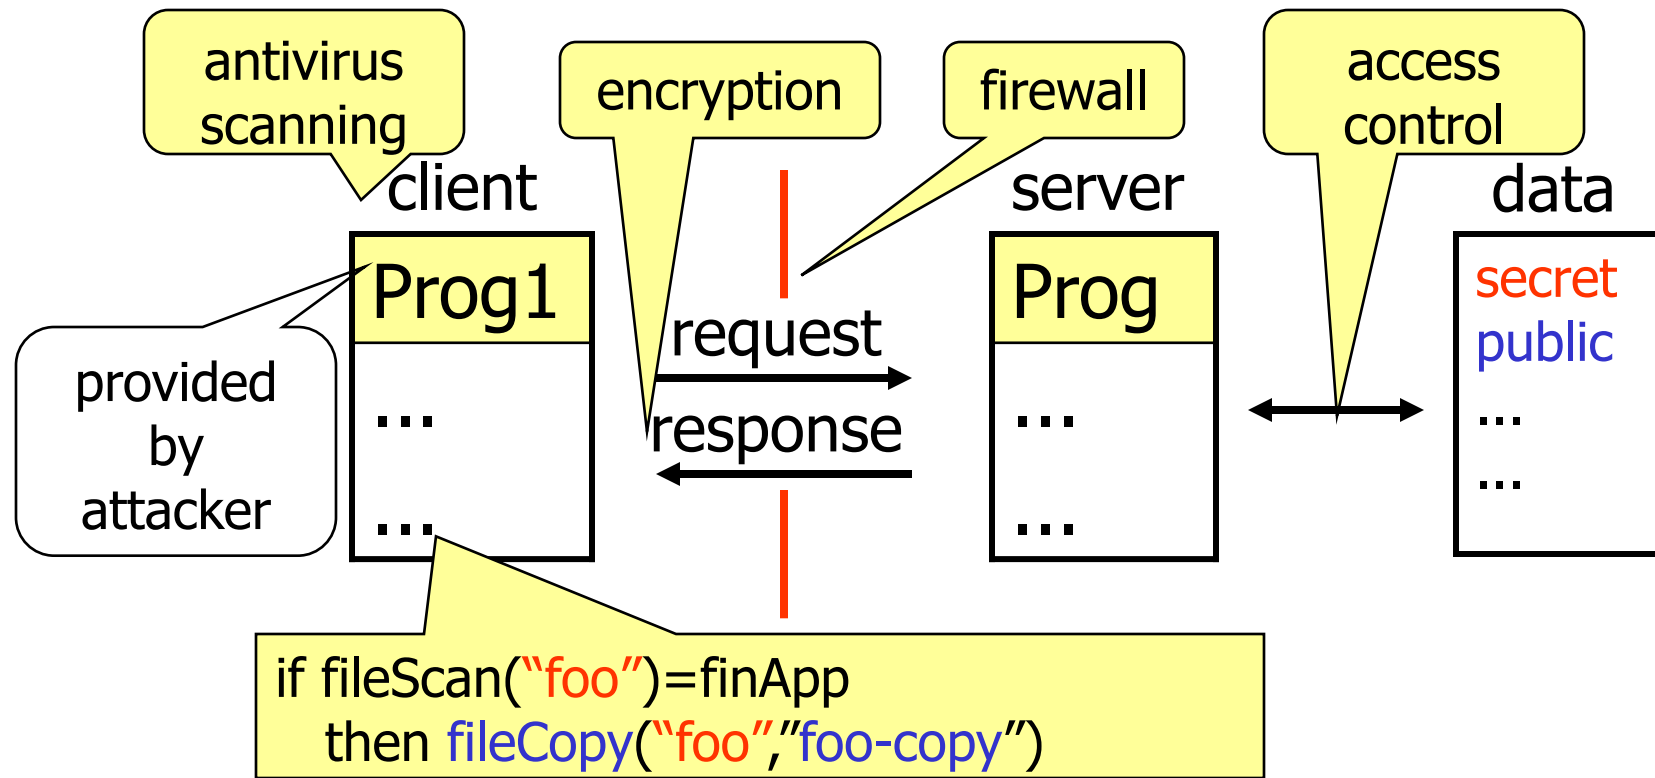 antivirus
scanning
encryption
firewall
access
control
client
server
data
Prog1
Prog
secret
public
request
response
provided
by
attacker
...
...
...
...
...
...
if fileScan(“foo”)=finApp
then fileCopy(“foo”,”foo-copy”)